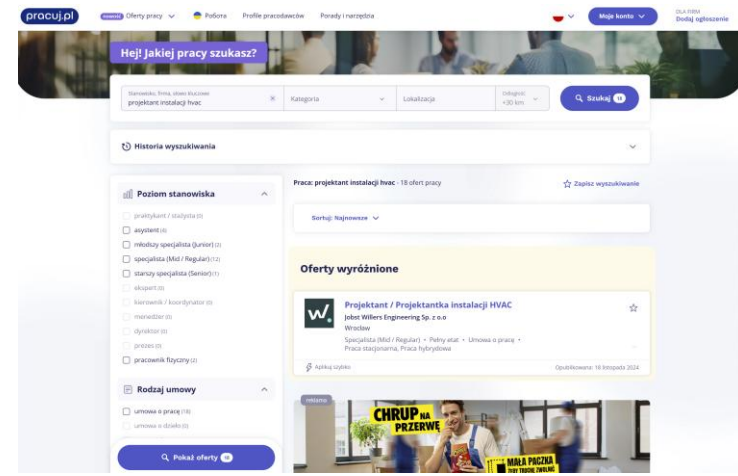 pracuj.pl
nowość
Oferty pracy
Робота
Profile pracodawców
Porady i narzędzia
Moje konto
DLA FIRM
Dodaj ogłoszenie
Hej! Jakiej pracy szukasz?
Stanowisko, firma, słowo kluczowe
projektant instalacji hvac
Kategoria
Lokalizacja
Odległość
+30 km
Szukaj 18
Historia wyszukiwania
Poziom stanowiska
praktykant / stażysta (0)
asystent (4)
młodszy specjalista (Junior) (2)
specjalista (Mid / Regular) (12)
starszy specjalista (Senior) (1)
ekspert (0)
kierownik / koordynator (0)
menedżer (0)
dyrektor (0)
prezes (0)
pracownik fizyczny (2)
Rodzaj umowy
umowa o pracę (18)
umowa o dzieło (0)
Pokaż oferty 18
Praca: projektant instalacji hvac - 18 ofert pracy
Zapisz wyszukiwanie
Sortuj: Najnowsze
Oferty wyróżnione
w.
Projektant / Projektantka instalacji HVAC
Jobst Willers Engineering Sp. z o.o
Wrocław
Specjalista (Mid / Regular) • Pełny etat • Umowa o pracę •
Praca stacjonarna, Praca hybrydowa
Aplikuj szybko
Opublikowana: 18 listopada 2024
reklama
CHRUP NA
PRZERWĘ
MAŁA PACZKA